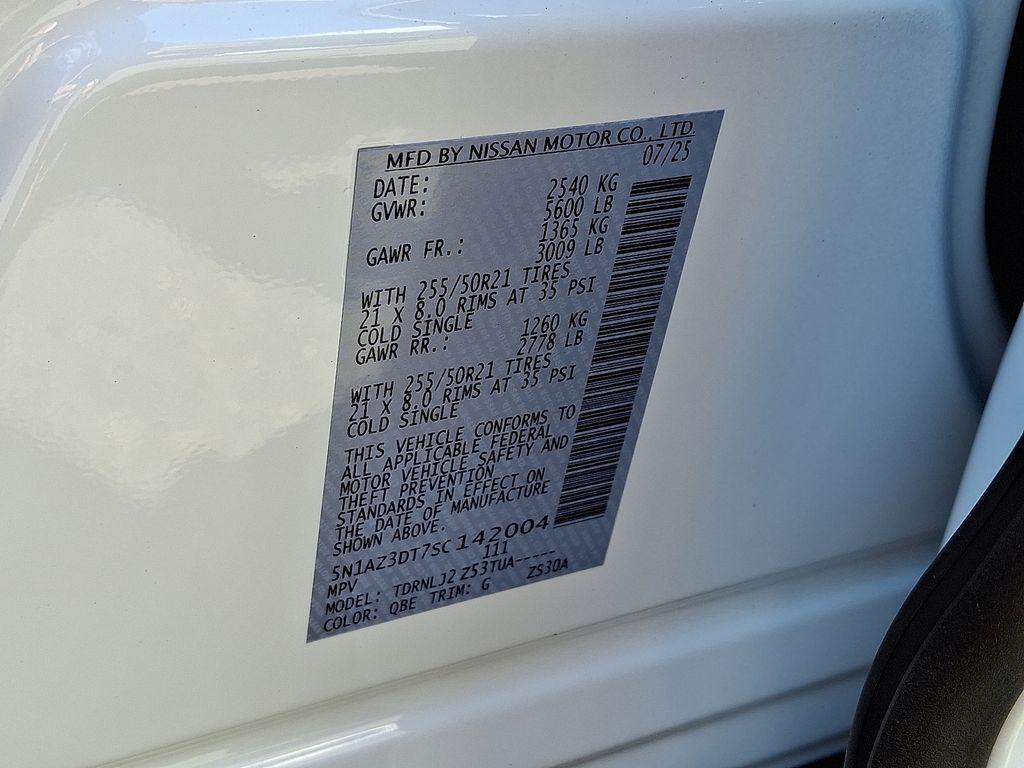 MFD BY NISSAN MOTOR CO., LTD.
DATE: 07/25
GVWR: 2540 KG
5600 LB
GAWR FR.: 1365 KG
3009 LB
WITH 255/50R21 TIRES
21 X 8.0 RIMS AT 35 PSI
COLD SINGLE
GAWR RR.: 1260 KG
2778 LB
WITH 255/50R21 TIRES
21 X 8.0 RIMS AT 35 PSI
COLD SINGLE
THIS VEHICLE CONFORMS TO
ALL APPLICABLE FEDERAL
MOTOR VEHICLE SAFETY AND
THEFT PREVENTION
STANDARDS IN EFFECT ON
THE DATE OF MANUFACTURE
SHOWN ABOVE.
5N1AZ3DT7SC142004
MPV 111
MODEL: TDRNLJ2 Z53TUA------
COLOR: QBE TRIM: G ZS30A